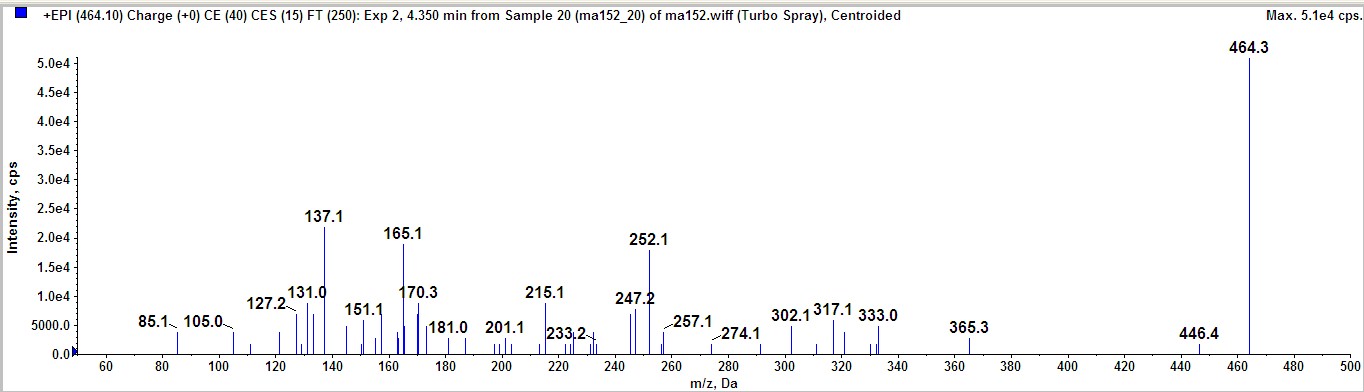 +EPI (464.10) Charge (+0) CE (40) CES (15) FT (250): Exp 2, 4.350 min from Sample 20 (ma152_20) of ma152.wiff (Turbo Spray), Centroided
Max. 5.1e4 cps.
Intensity, cps
5.0e4
4.5e4
4.0e4
3.5e4
3.0e4
2.5e4
2.0e4
1.5e4
1.0e4
5000.0
0.0
464.3
137.1
165.1
252.1
127.2
131.0
151.1
170.3
215.1
247.2
85.1
105.0
181.0
201.1
233.2
257.1
274.1
302.1
317.1
333.0
365.3
446.4
60 80 100 120 140 160 180 200 220 240 260 280 300 320 340 360 380 400 420 440 460 480 500
m/z, Da